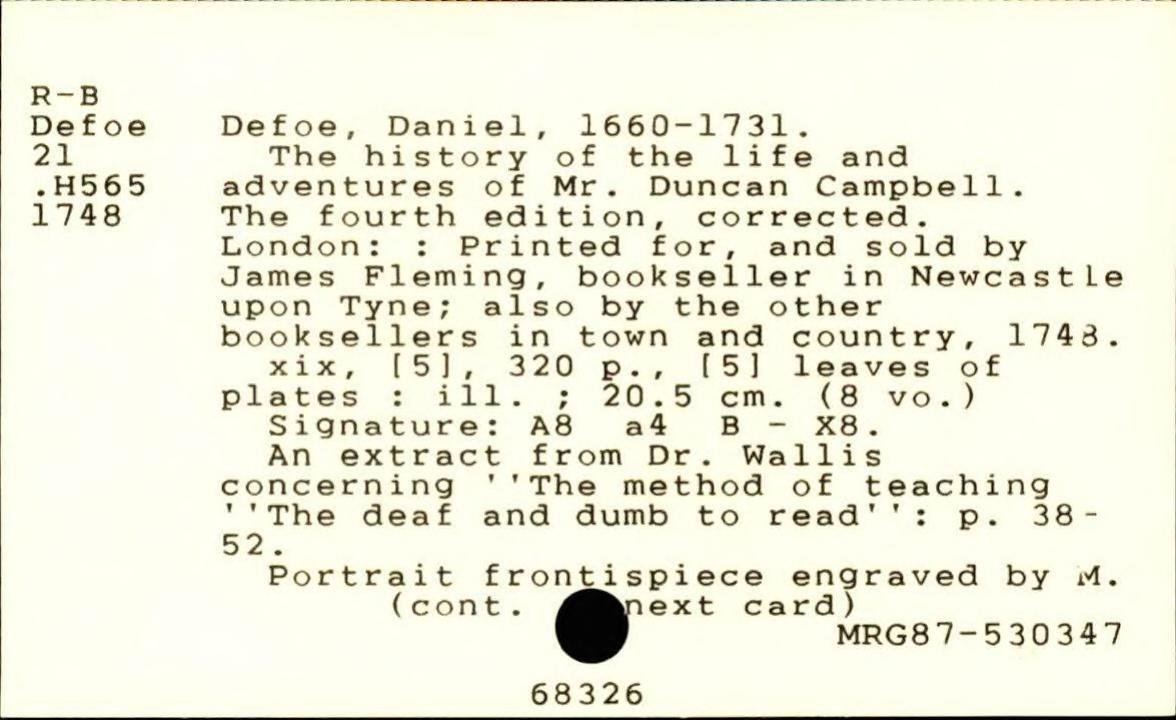 R-B
Defoe Defoe, Daniel, 1660-1731.
21 The history of the life and
.H565 adventures of Mr. Duncan Campbell.
1748 The fourth edition, corrected.
London: : Printed for, and sold by
James Fleming, bookseller in Newcastle
upon Tyne; also by the other
booksellers in town and country, 1748.
xix, [5], 320 p., [5] leaves of
plates : ill. ; 20.5 cm. (8 vo.)
Signature: A8 a4 B - X8.
An extract from Dr. Wallis
concerning ''The method of teaching
''The deaf and dumb to read'': p. 38-
52.
Portrait frontispiece engraved by M.
(cont. next card)
MRG87-530347
68326